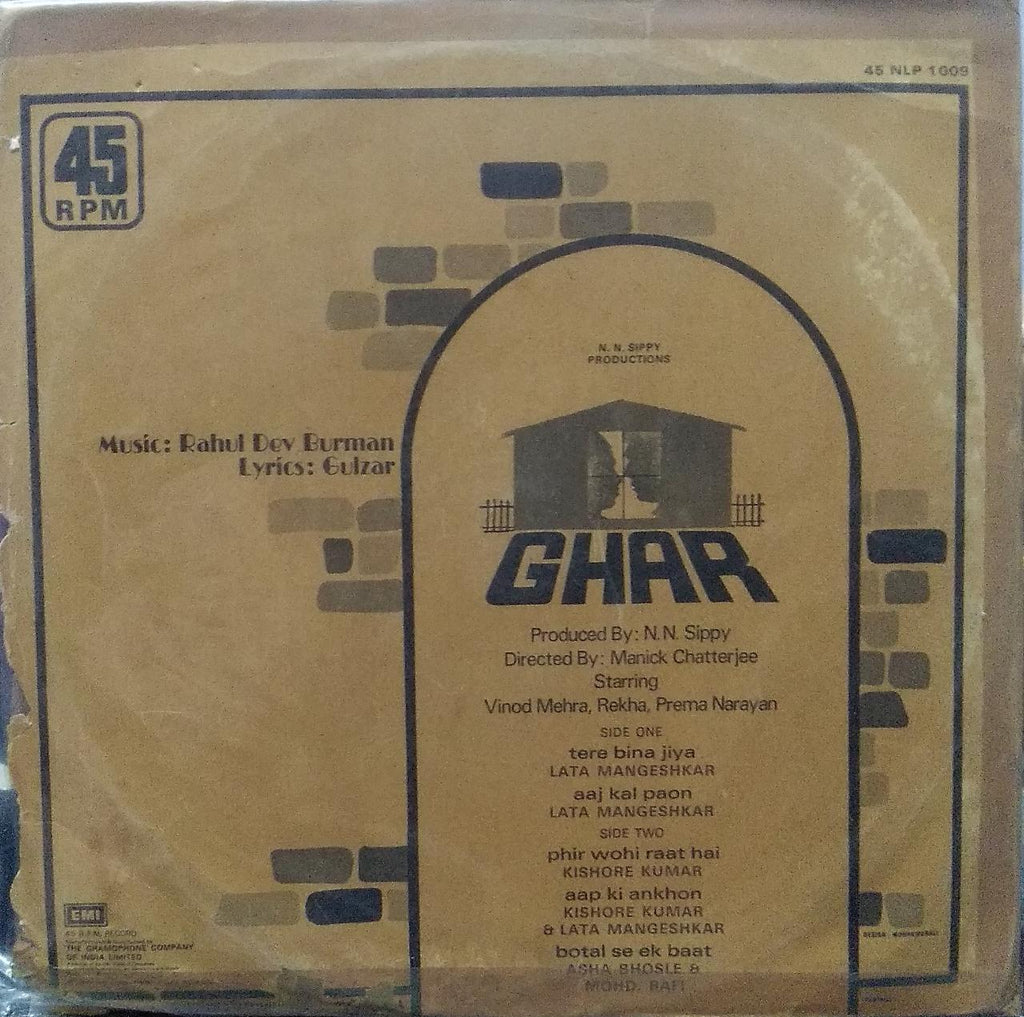 45 NLP 1009
45
RPM
N. N. SIPPY
PRODUCTIONS
Music: Rahul Dev Burman
Lyrics: Gulzar
GHAR
Produced By: N.N. Sippy
Directed By: Manick Chatterjee
Starring
Vinod Mehra, Rekha, Prema Narayan
SIDE ONE
tere bina jiya
LATA MANGESHKAR
aaj kal paon
LATA MANGESHKAR
SIDE TWO
phir wohi raat hai
KISHORE KUMAR
aap ki ankhon
KISHORE KUMAR
& LATA MANGESHKAR
botal se ek baat
ASHA BHOSLE &
MOHD. RAFI
EMI
45 R.P.M. RECORD
THE GRAMOPHONE COMPANY
OF INDIA LIMITED